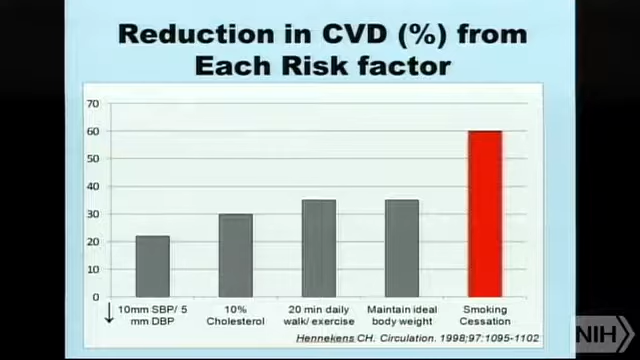 Reduction in CVD (%) from
Each Risk factor
70
60
50
40
30
20
10
0
↓ 10mm SBP/ 5
mm DBP
10%
Cholesterol
20 min daily
walk/ exercise
Maintain ideal
body weight
Smoking
Cessation
Hennekens CH. Circulation. 1998;97:1095-1102
NIH